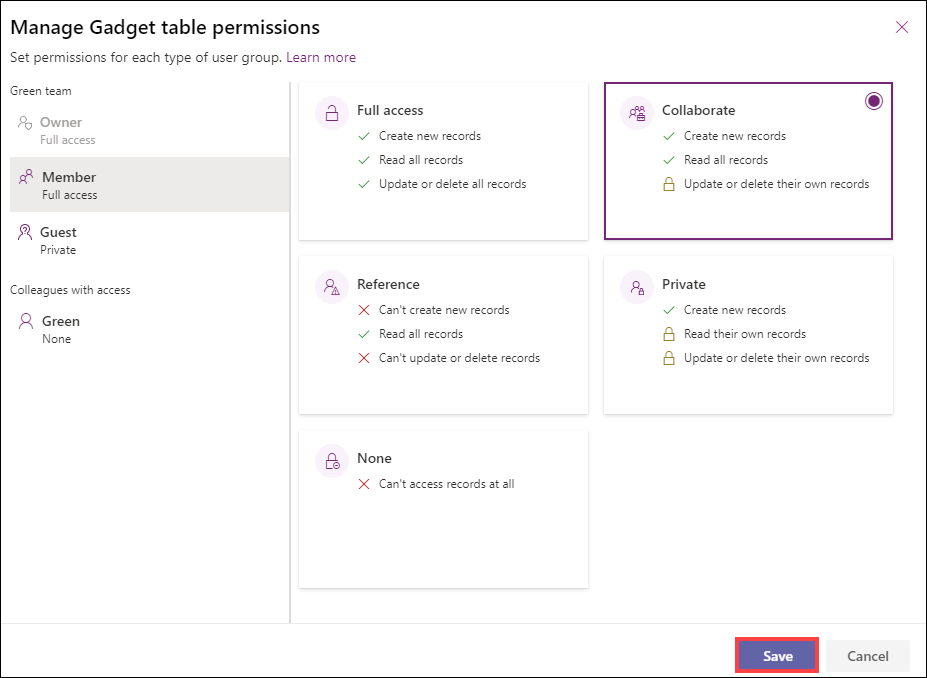 Manage Gadget table permissions
Set permissions for each type of user group. Learn more
Green team
Owner
Full access
Member
Full access
Guest
Private
Colleagues with access
Green
None
Full access
Create new records
Read all records
Update or delete all records
Collaborate
Create new records
Read all records
Update or delete their own records
Reference
Can't create new records
Read all records
Can't update or delete records
Private
Create new records
Read their own records
Update or delete their own records
None
Can't access records at all
Save
Cancel